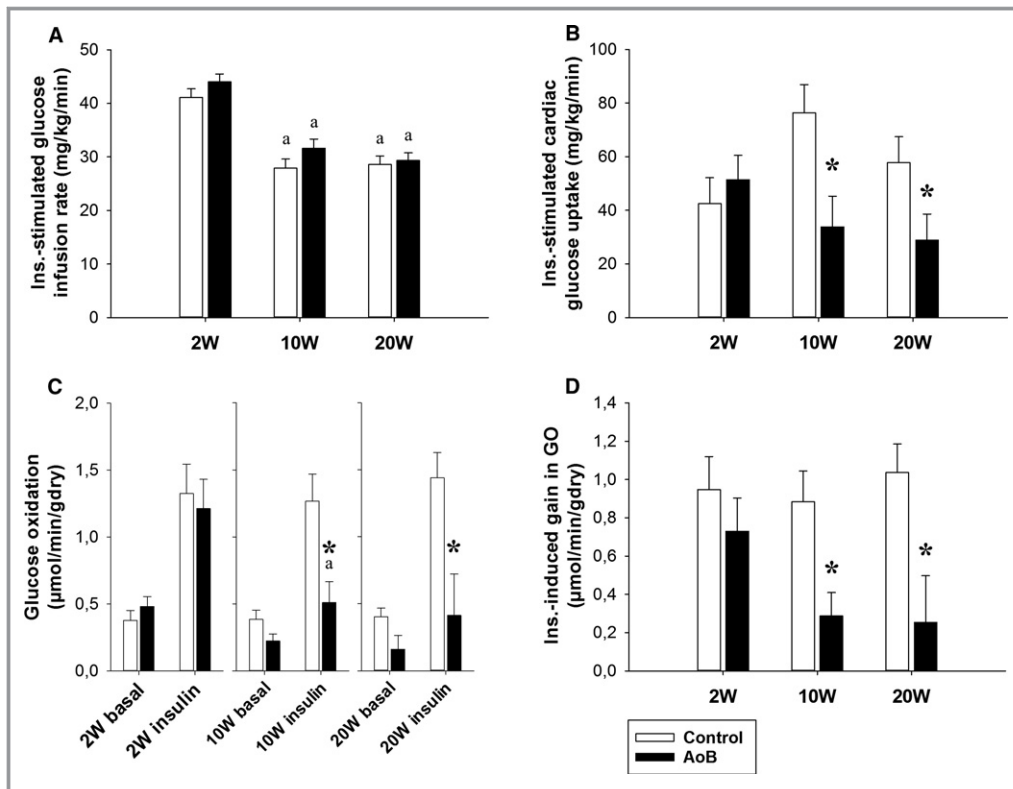 A
Ins.-stimulated glucose
infusion rate (mg/kg/min)
50
40
30
20
10
0
a
a
a
a
2W
10W
20W
B
Ins.-stimulated cardiac
glucose uptake (mg/kg/min)
100
80
60
40
20
0
*
*
2W
10W
20W
C
Glucose oxidation
(µmol/min/gdry)
2,0
1,5
1,0
0,5
0,0
*
a
*
2W basal
2W insulin
10W basal
10W insulin
20W basal
20W insulin
D
Ins.-induced gain in GO
(µmol/min/gdry)
1,4
1,2
1,0
0,8
0,6
0,4
0,2
0,0
*
*
2W
10W
20W
Control
AoB